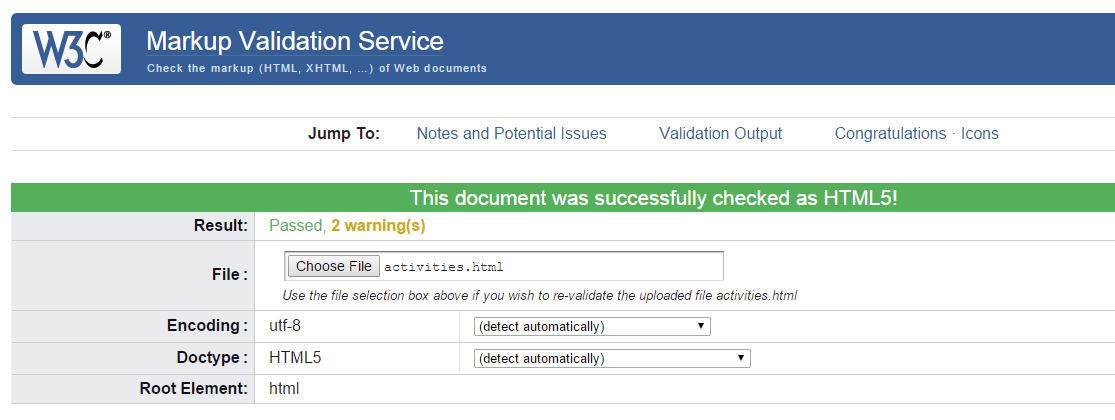 W3C®
Markup Validation Service
Check the markup (HTML, XHTML, ...) of Web documents
Jump To: Notes and Potential Issues Validation Output Congratulations · Icons
This document was successfully checked as HTML5!
Result: Passed, 2 warning(s)
File : Choose File activities.html
Use the file selection box above if you wish to re-validate the uploaded file activities.html
Encoding : utf-8 (detect automatically)
Doctype : HTML5 (detect automatically)
Root Element: html